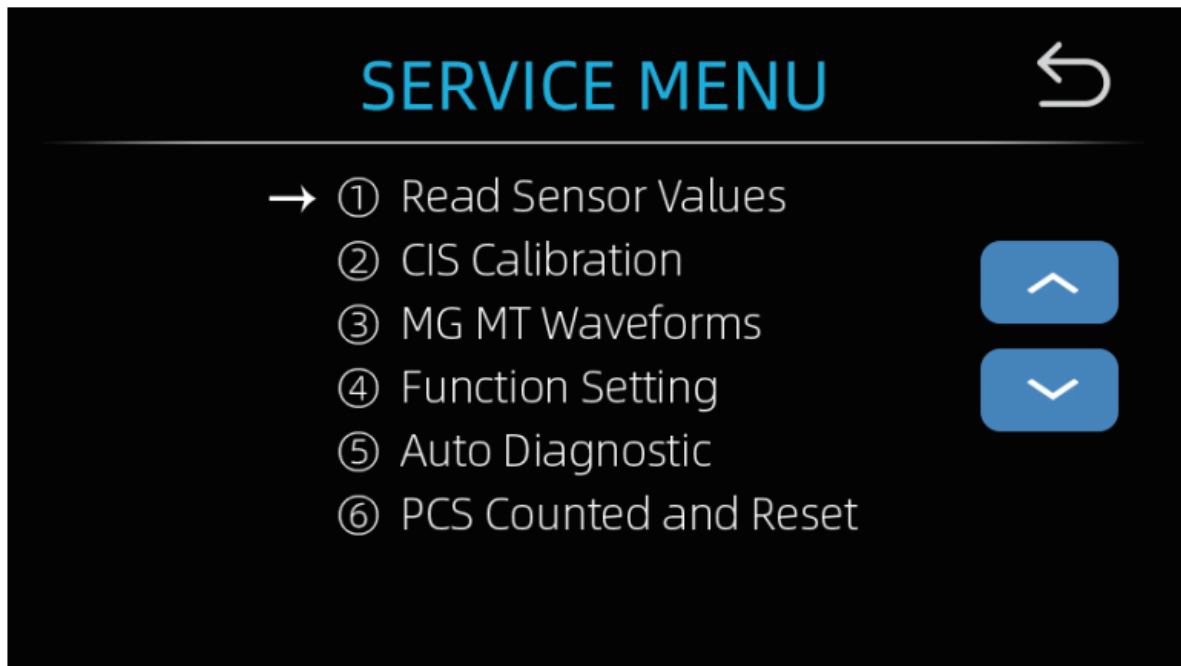 SERVICE MENU
→ ① Read Sensor Values
② CIS Calibration
③ MG MT Waveforms
④ Function Setting
⑤ Auto Diagnostic
⑥ PCS Counted and Reset